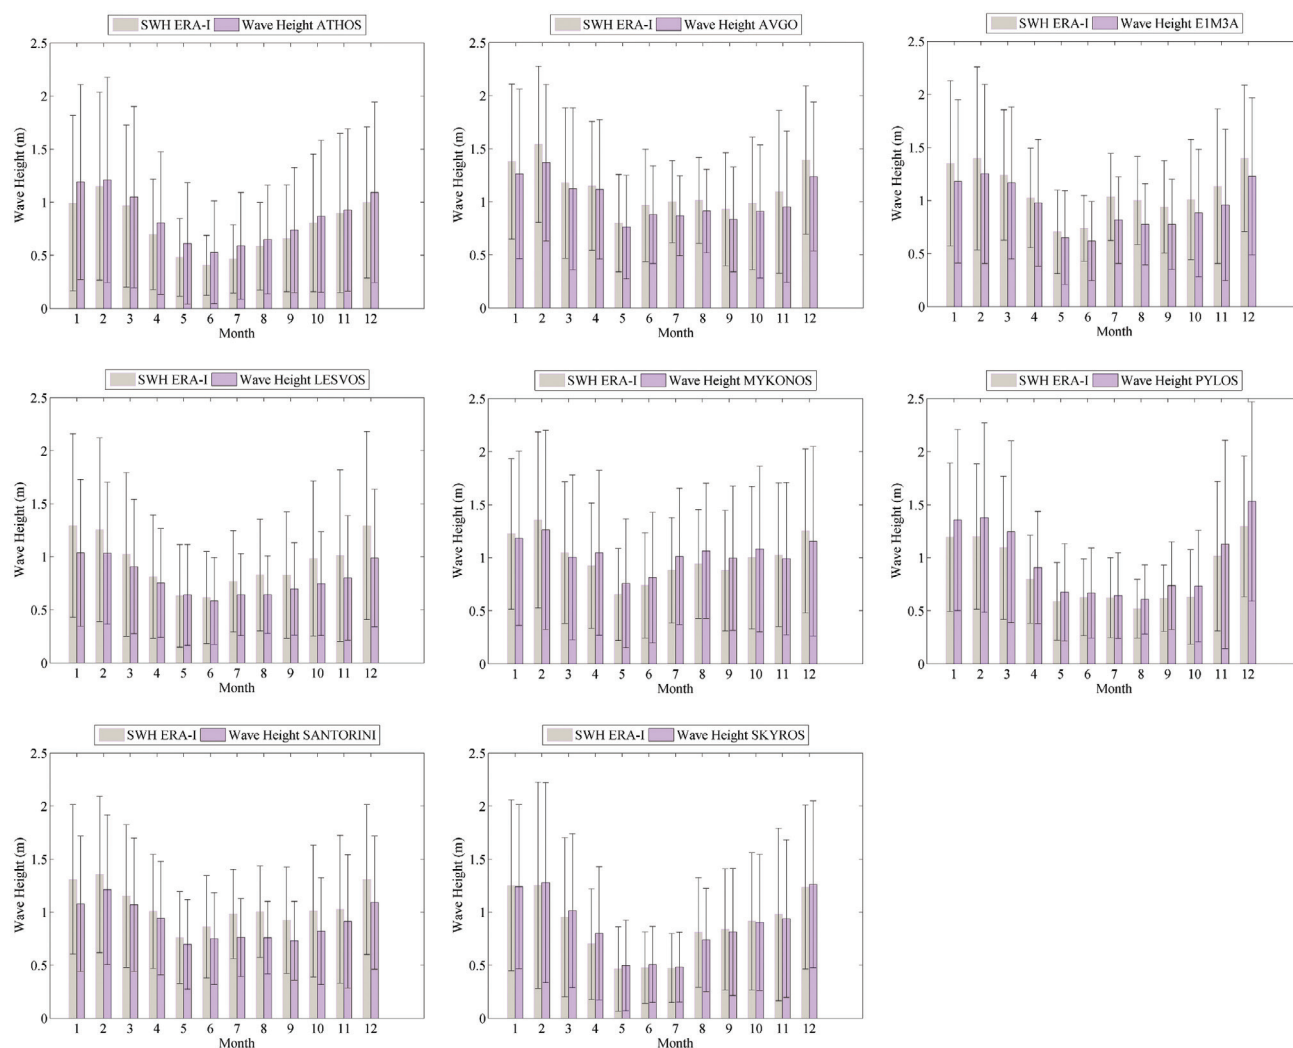 SWH ERA-I Wave Height ATHOS
2.5
2
1.5
1
0.5
0
Wave Height (m)
1 2 3 4 5 6 7 8 9 10 11 12
Month
SWH ERA-I Wave Height AVGO
2.5
2
1.5
1
0.5
0
Wave Height (m)
1 2 3 4 5 6 7 8 9 10 11 12
Month
SWH ERA-I Wave Height E1M3A
2.5
2
1.5
1
0.5
0
Wave Height (m)
1 2 3 4 5 6 7 8 9 10 11 12
Month
SWH ERA-I Wave Height LESVOS
2.5
2
1.5
1
0.5
0
Wave Height (m)
1 2 3 4 5 6 7 8 9 10 11 12
Month
SWH ERA-I Wave Height MYKONOS
2.5
2
1.5
1
0.5
0
Wave Height (m)
1 2 3 4 5 6 7 8 9 10 11 12
Month
SWH ERA-I Wave Height PYLOS
2.5
2
1.5
1
0.5
0
Wave Height (m)
1 2 3 4 5 6 7 8 9 10 11 12
Month
SWH ERA-I Wave Height SANTORINI
2.5
2
1.5
1
0.5
0
Wave Height (m)
1 2 3 4 5 6 7 8 9 10 11 12
Month
SWH ERA-I Wave Height SKYROS
2.5
2
1.5
1
0.5
0
Wave Height (m)
1 2 3 4 5 6 7 8 9 10 11 12
Month